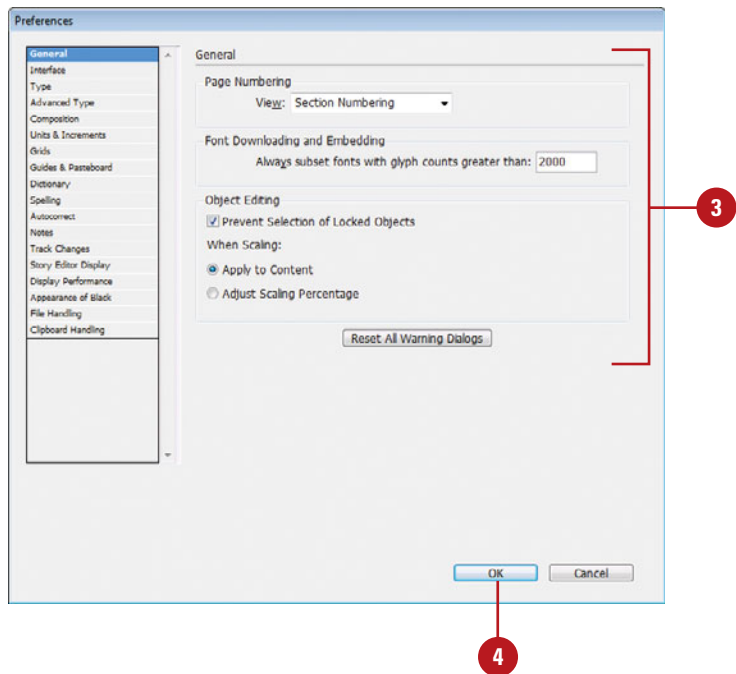 Preferences
General
Interface
Type
Advanced Type
Composition
Units & Increments
Grids
Guides & Pasteboard
Dictionary
Spelling
Autocorrect
Notes
Track Changes
Story Editor Display
Display Performance
Appearance of Black
File Handling
Clipboard Handling
General
Page Numbering
View: Section Numbering
Font Downloading and Embedding
Always subset fonts with glyph counts greater than: 2000
Object Editing
Prevent Selection of Locked Objects
When Scaling:
Apply to Content
Adjust Scaling Percentage
Reset All Warning Dialogs
3
OK Cancel
4